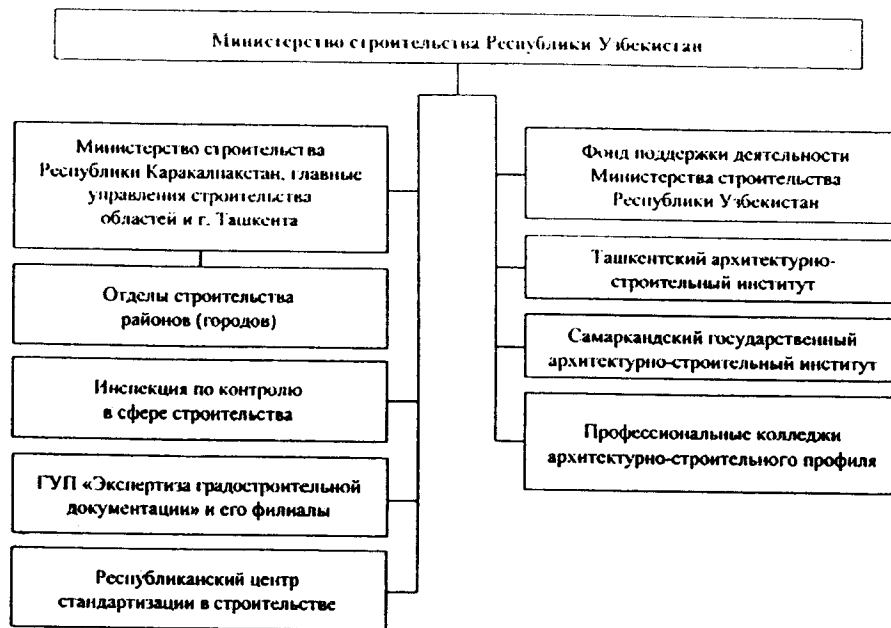 Министерство строительства Республики Узбекистан
Министерство строительства
Республики Каракалпакстан, главные
управления строительства
областей и г. Ташкента
Отделы строительства
районов (городов)
Инспекция по контролю
в сфере строительства
ГУП «Экспертиза градостроительной
документации» и его филиалы
Республиканский центр
стандартизации в строительстве
Фонд поддержки деятельности
Министерства строительства
Республики Узбекистан
Ташкентский архитектурно-
строительный институт
Самаркандский государственный
архитектурно-строительный институт
Профессиональные колледжи
архитектурно-строительного профиля